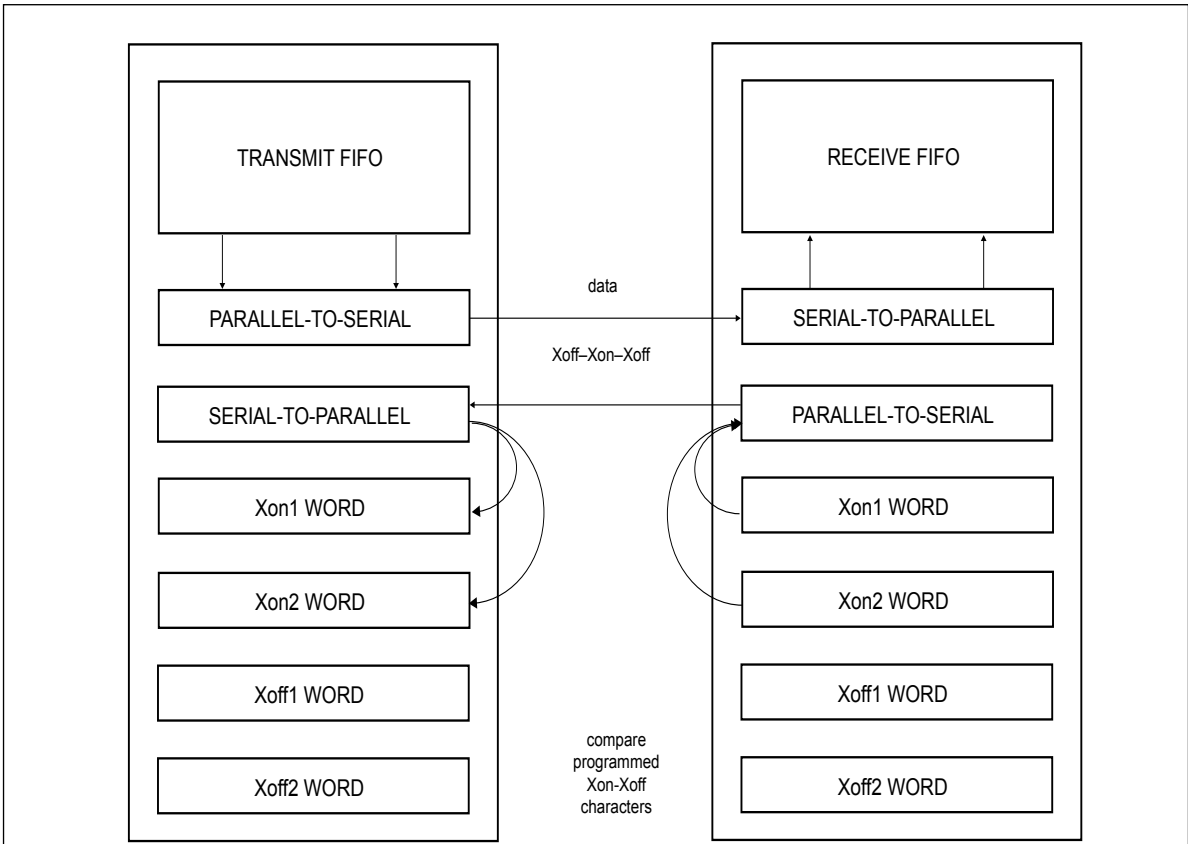 TRANSMIT FIFO
PARALLEL-TO-SERIAL
SERIAL-TO-PARALLEL
Xon1 WORD
Xon2 WORD
Xoff1 WORD
Xoff2 WORD
data
Xoff–Xon–Xoff
compare
programmed
Xon-Xoff
characters
RECEIVE FIFO
SERIAL-TO-PARALLEL
PARALLEL-TO-SERIAL
Xon1 WORD
Xon2 WORD
Xoff1 WORD
Xoff2 WORD